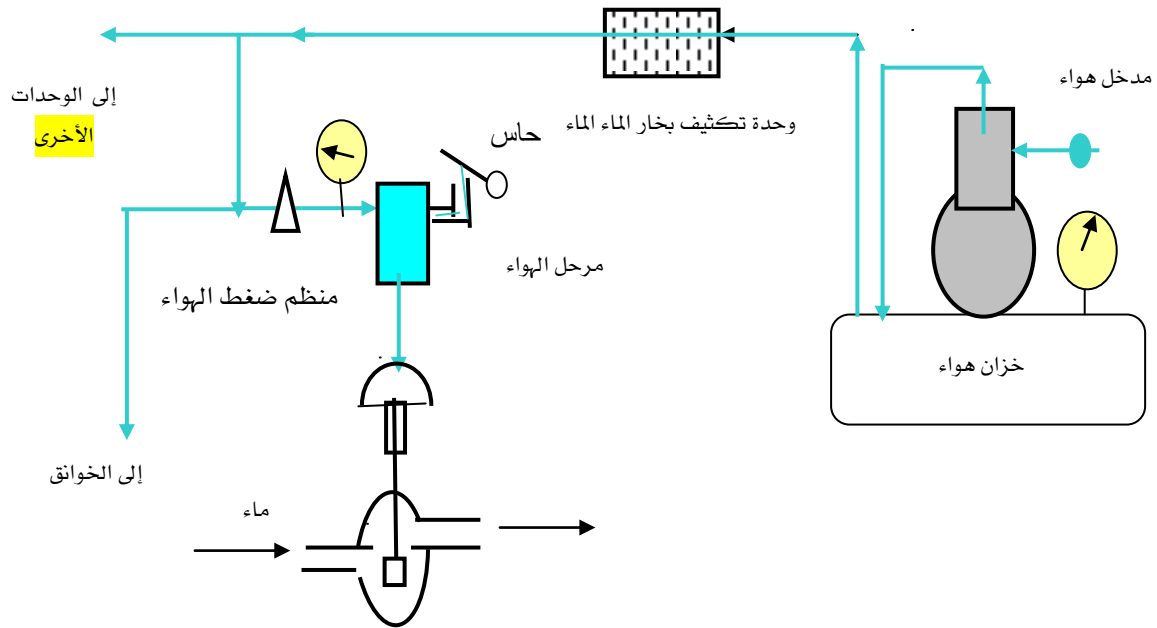 مدخل هواء
إلى الوحدات
الأخرى
وحدة تكثيف بخار الماء الماء
حاس
مرحل الهواء
منظم ضغط الهواء
خزان هواء
إلى الخوانق
ماء